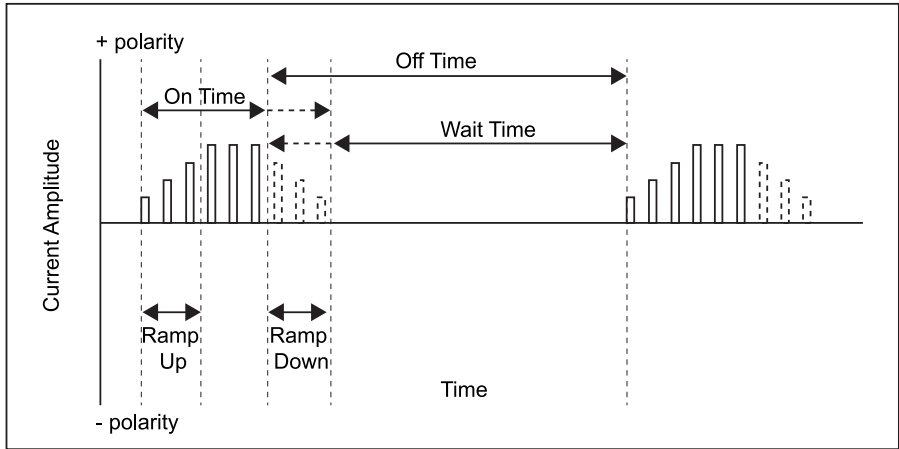 + polarity
Off Time
On Time
Wait Time
Current Amplitude
Ramp
Up
Ramp
Down
Time
- polarity